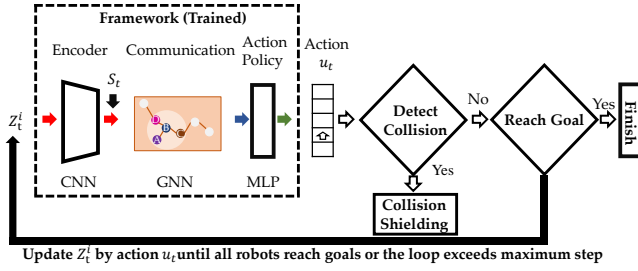 Framework (Trained)
Encoder Communication Action Policy
Action u_t
S_t
Z_t^i
D
B
C
A
CNN GNN MLP
Detect Collision
No
Reach Goal
Yes
Finish
Yes
Collision Shielding
Update Z_t^i by action u_t until all robots reach goals or the loop exceeds maximum step